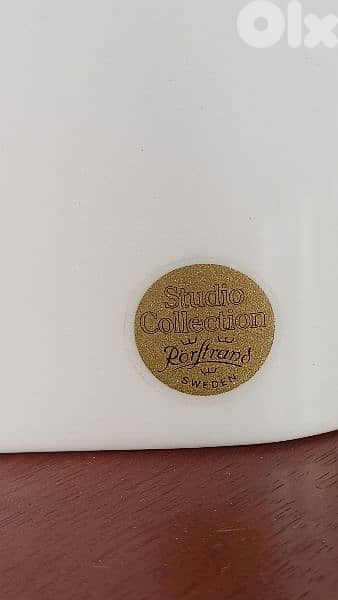 Olx
Studio
Collection
Rörstrand
SWEDEN